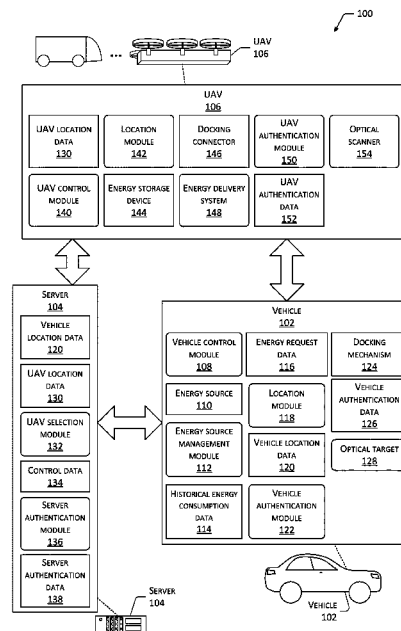 100
UAV
106
UAV
106
UAV LOCATION
DATA
130
LOCATION
MODULE
142
DOCKING
CONNECTOR
146
UAV
AUTHENTICATION
MODULE
150
OPTICAL
SCANNER
154
UAV CONTROL
MODULE
140
ENERGY STORAGE
DEVICE
144
ENERGY DELIVERY
SYSTEM
148
UAV
AUTHENTICATION
DATA
152
SERVER
104
VEHICLE
LOCATION DATA
120
UAV LOCATION
DATA
130
UAV SELECTION
MODULE
132
CONTROL DATA
134
SERVER
AUTHENTICATION
MODULE
136
SERVER
AUTHENTICATION
DATA
138
VEHICLE
102
VEHICLE CONTROL
MODULE
108
ENERGY REQUEST
DATA
116
DOCKING
MECHANISM
124
ENERGY SOURCE
110
LOCATION
MODULE
118
VEHICLE
AUTHENTICATION
DATA
126
ENERGY SOURCE
MANAGEMENT
MODULE
112
VEHICLE LOCATION
DATA
120
OPTICAL TARGET
128
HISTORICAL ENERGY
CONSUMPTION
DATA
114
VEHICLE
AUTHENTICATION
MODULE
122
SERVER
104
VEHICLE
102